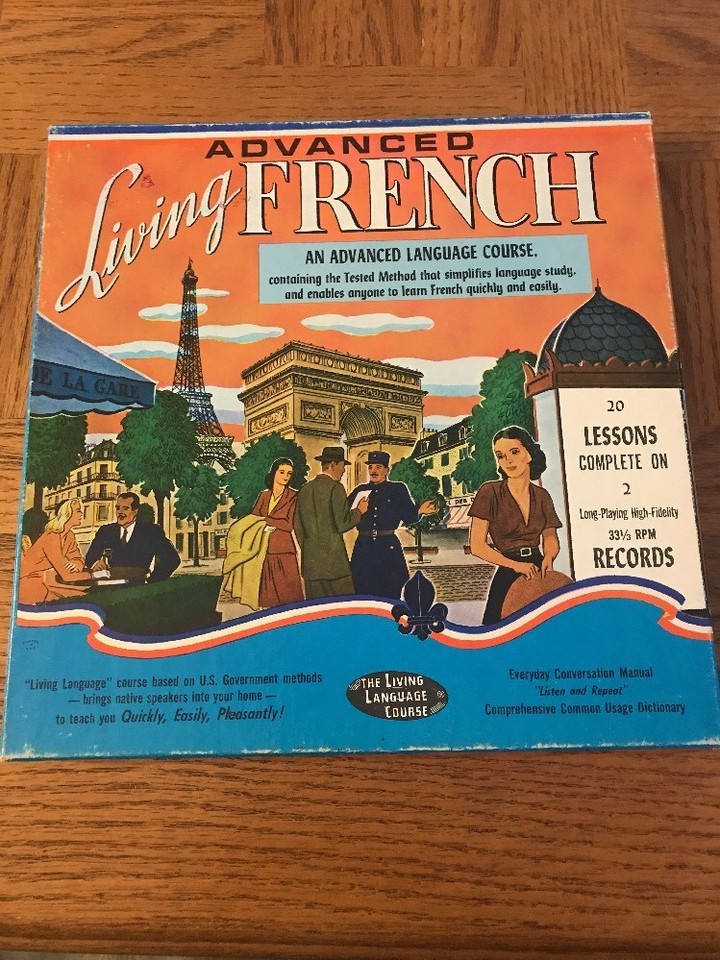 ADVANCED
Living FRENCH
AN ADVANCED LANGUAGE COURSE,
containing the Tested Method that simplifies language study,
and enables anyone to learn French quickly and easily.
E LA GARE
20
LESSONS
COMPLETE ON
2
Long-Playing High-Fidelity
33⅓ RPM
RECORDS
"Living Language" course based on U.S. Government methods
— brings native speakers into your home —
to teach you Quickly, Easily, Pleasantly!
THE LIVING
LANGUAGE
COURSE
Everyday Conversation Manual
"Listen and Repeat"
Comprehensive Common Usage Dictionary